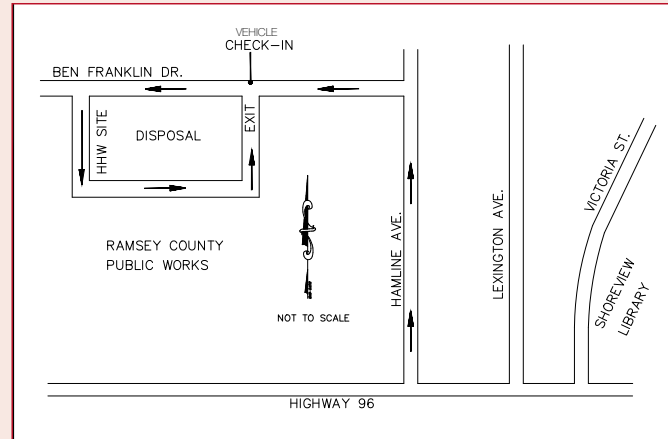 VEHICLE
CHECK-IN
BEN FRANKLIN DR.
HHW SITE
DISPOSAL
EXIT
VICTORIA ST.
HAMLINE AVE.
LEXINGTON AVE.
RAMSEY COUNTY
PUBLIC WORKS
SHOREVIEW
LIBRARY
NOT TO SCALE
HIGHWAY 96